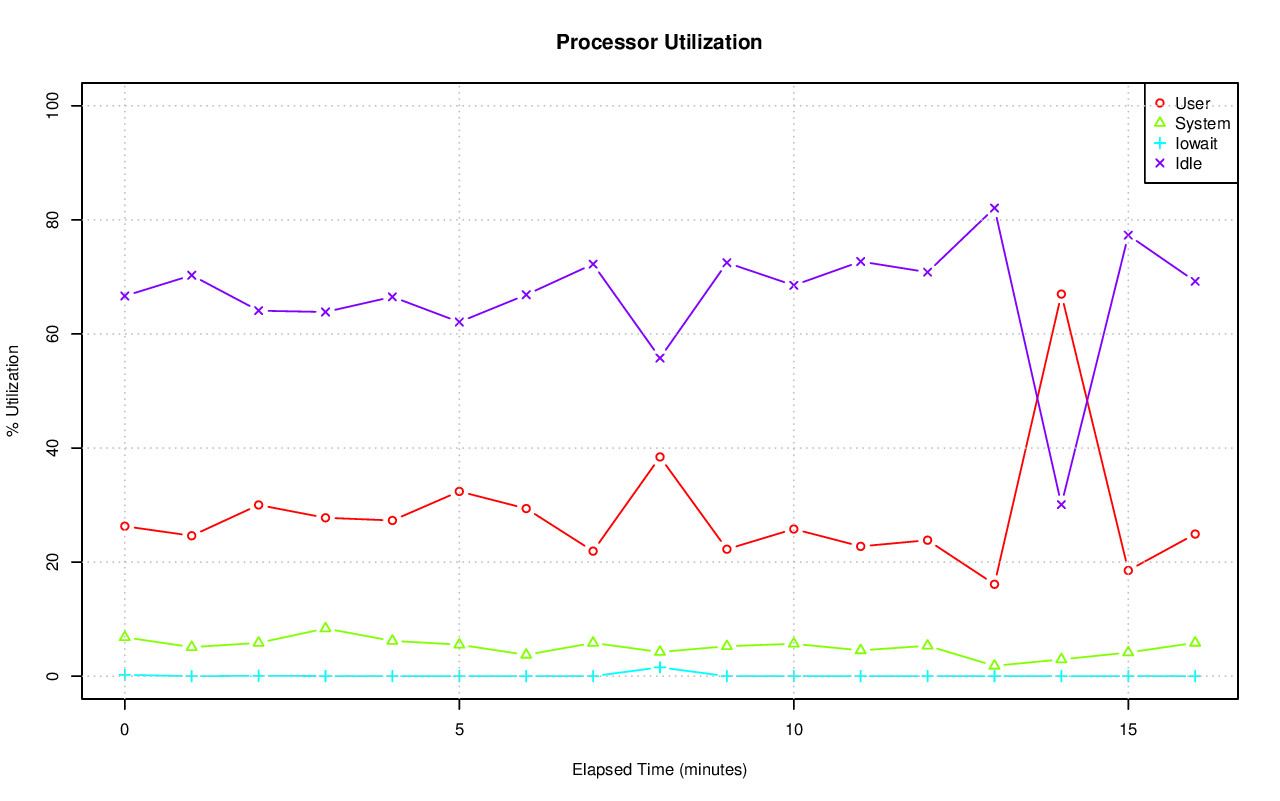 Processor Utilization
% Utilization
100
80
60
40
20
0
User
System
Iowait
Idle
0 5 10 15
Elapsed Time (minutes)